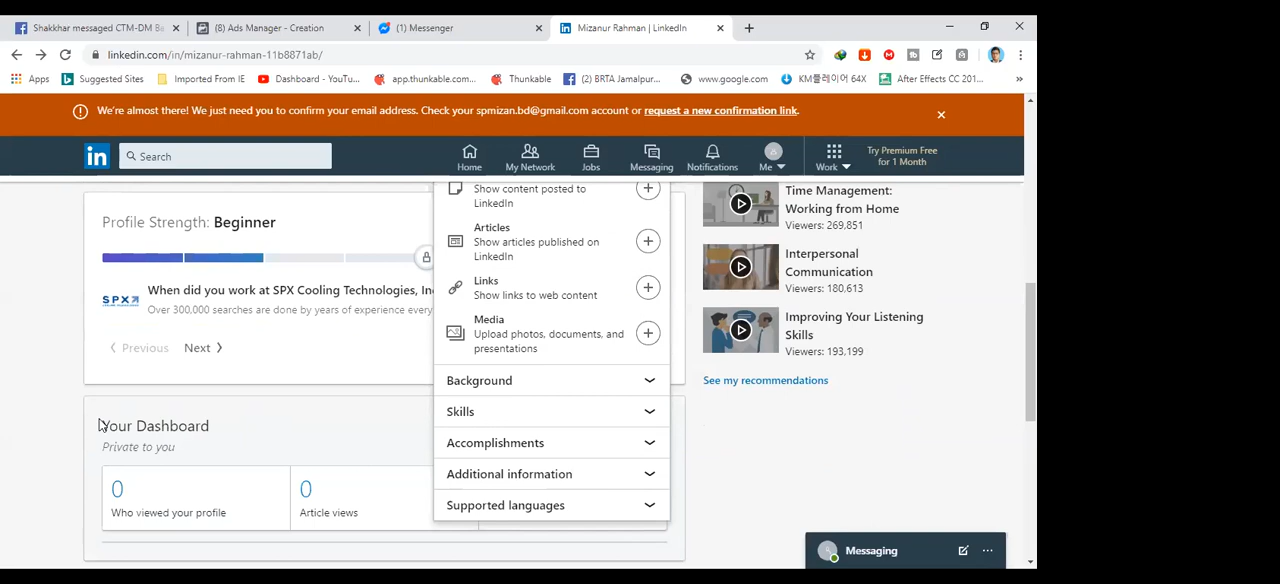 Shakkhar messaged CTM-DM Ba
(8) Ads Manager - Creation
(1) Messenger
Mizanur Rahman | LinkedIn
linkedin.com/in/mizanur-rahman-11b8871ab/
Apps
Suggested Sites
Imported From IE
Dashboard - YouTu...
app.thunkable.com...
Thunkable
(2) BRTA Jamalpur...
www.google.com
KM플레이어 64X
After Effects CC 201...
We're almost there! We just need you to confirm your email address. Check your spmizan.bd@gmail.com account or request a new confirmation link.
in
Search
Home
My Network
Jobs
Messaging
Notifications
Me
Work
Try Premium Free
for 1 Month
Profile Strength: Beginner
SPX
When did you work at SPX Cooling Technologies, In
Over 300,000 searches are done by years of experience every
Previous
Next
Show content posted to
LinkedIn
Articles
Show articles published on
LinkedIn
Links
Show links to web content
Media
Upload photos, documents, and
presentations
Background
Skills
Accomplishments
Additional information
Supported languages
Your Dashboard
Private to you
0
Who viewed your profile
0
Article views
Time Management:
Working from Home
Viewers: 269,851
Interpersonal
Communication
Viewers: 180,613
Improving Your Listening
Skills
Viewers: 193,199
See my recommendations
Messaging